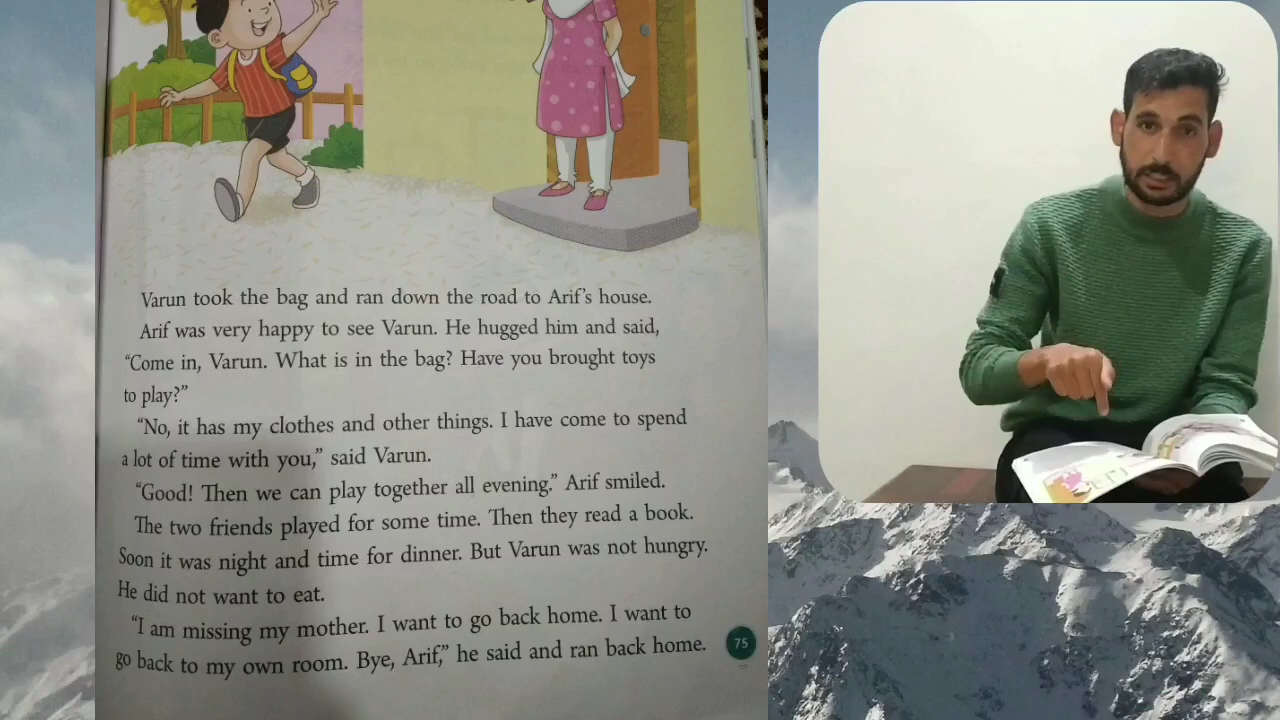 Varun took the bag and ran down the road to Arif’s house.
Arif was very happy to see Varun. He hugged him and said,
“Come in, Varun. What is in the bag? Have you brought toys
to play?”
“No, it has my clothes and other things. I have come to spend
a lot of time with you,” said Varun.
“Good! Then we can play together all evening.” Arif smiled.
The two friends played for some time. Then they read a book.
Soon it was night and time for dinner. But Varun was not hungry.
He did not want to eat.
“I am missing my mother. I want to go back home. I want to
go back to my own room. Bye, Arif,” he said and ran back home.
75